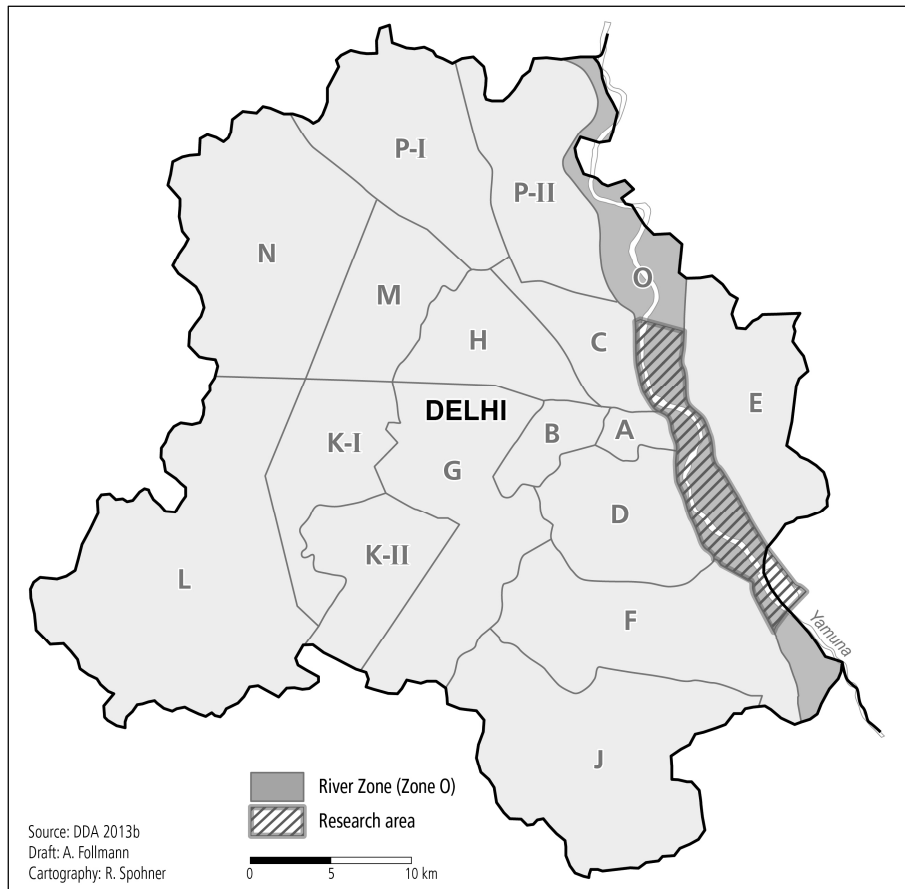 P-I
P-II
N
O
M
H
C
E
DELHI
B
A
K-I
G
D
K-II
L
F
Yamuna
J
River Zone (Zone O)
Research area
Source: DDA 2013b
Draft: A. Follmann
Cartography: R. Spohner
0 5 10 km